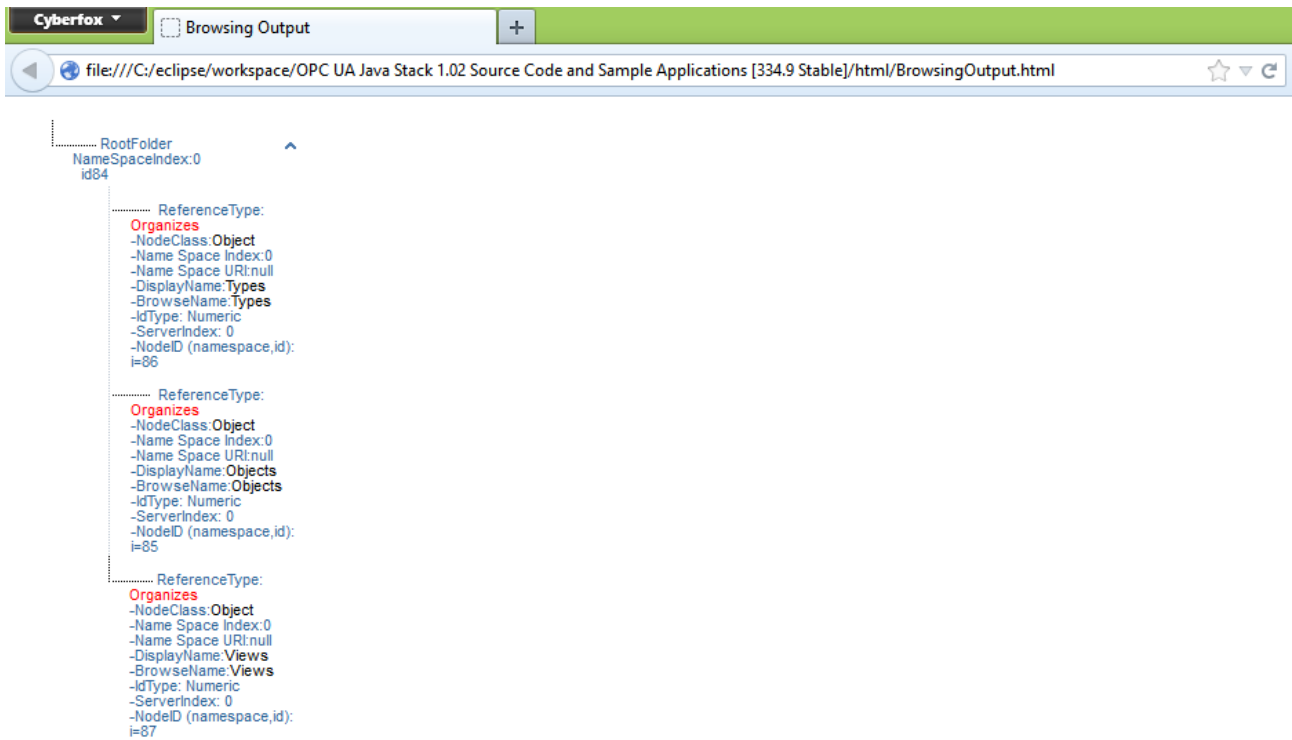 Cyberfox
Browsing Output
+
file:///C:/eclipse/workspace/OPC UA Java Stack 1.02 Source Code and Sample Applications [334.9 Stable]/html/BrowsingOutput.html
RootFolder
NameSpaceIndex:0
id84
ReferenceType:
Organizes
-NodeClass:Object
-Name Space Index:0
-Name Space URI:null
-DisplayName:Types
-BrowseName:Types
-IdType: Numeric
-ServerIndex: 0
-NodeID (namespace,id):
i=86
ReferenceType:
Organizes
-NodeClass:Object
-Name Space Index:0
-Name Space URI:null
-DisplayName:Objects
-BrowseName:Objects
-IdType: Numeric
-ServerIndex: 0
-NodeID (namespace,id):
i=85
ReferenceType:
Organizes
-NodeClass:Object
-Name Space Index:0
-Name Space URI:null
-DisplayName:Views
-BrowseName:Views
-IdType: Numeric
-ServerIndex: 0
-NodeID (namespace,id):
i=87